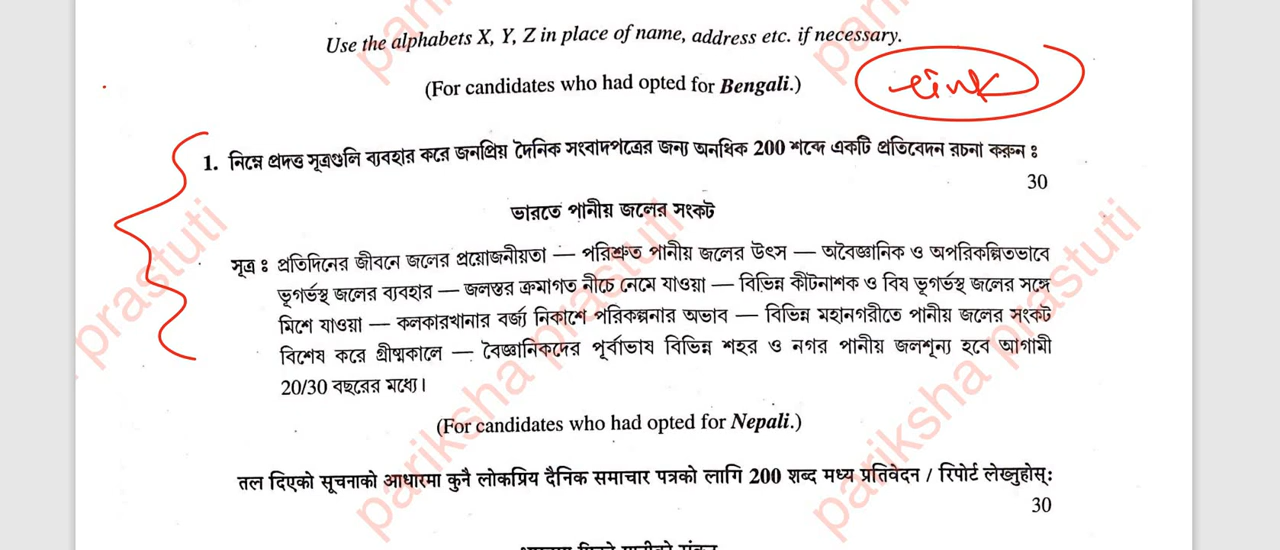 Use the alphabets X, Y, Z in place of name, address etc. if necessary.
(For candidates who had opted for Bengali.)
1. নিম্নে প্রদত্ত সূত্রগুলি ব্যবহার করে জনপ্রিয় দৈনিক সংবাদপত্রের জন্য অনধিক 200 শব্দে একটি প্রতিবেদন রচনা করুন :
30
ভারতে পানীয় জলের সংকট
সূত্র : প্রতিদিনের জীবনে জলের প্রয়োজনীয়তা — পরিশ্রুত পানীয় জলের উৎস — অবৈজ্ঞানিক ও অপরিকল্পিতভাবে
ভূগর্ভস্থ জলের ব্যবহার — জলস্তর ক্রমাগত নীচে নেমে যাওয়া — বিভিন্ন কীটনাশক ও বিষ ভূগর্ভস্থ জলের সঙ্গে
মিশে যাওয়া — কলকারখানার বর্জ্য নিকাশে পরিকল্পনার অভাব — বিভিন্ন মহানগরীতে পানীয় জলের সংকট
বিশেষ করে গ্রীষ্মকালে — বৈজ্ঞানিকদের পূর্বাভাষ বিভিন্ন শহর ও নগর পানীয় জলশূন্য হবে আগামী
20/30 বছরের মধ্যে।
(For candidates who had opted for Nepali.)
तल दिएको सूचनाको आधारमा कुनै लोकप्रिय दैनिक समाचार पत्रको लागि 200 शब्द मध्य प्रतिवेदन / रिपोर्ट लेख्नुहोस्:
30
pariksha prastuti